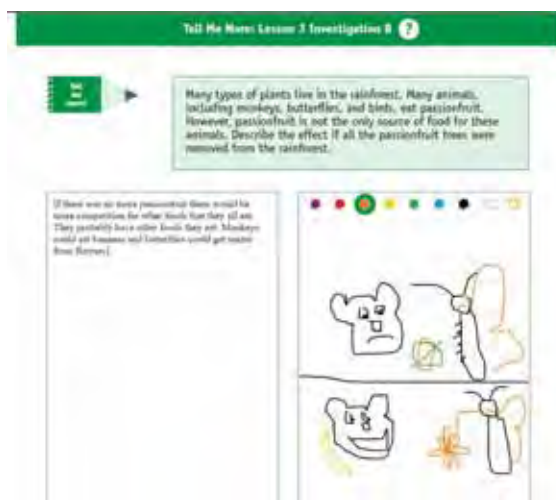 Tell Me More: Lesson 3 Investigation B ?
Many types of plants live in the rainforest. Many animals,
including monkeys, butterflies, and birds, eat passionfruit.
However, passionfruit is not the only source of food for these
animals. Describe the effect if all the passionfruit trees were
removed from the rainforest.
If there was no more passionfruit there would be
more competition for other foods that they all eat.
They probably have other foods they eat. Monkeys
could eat bananas and butterflies could get nectar
from flowers.